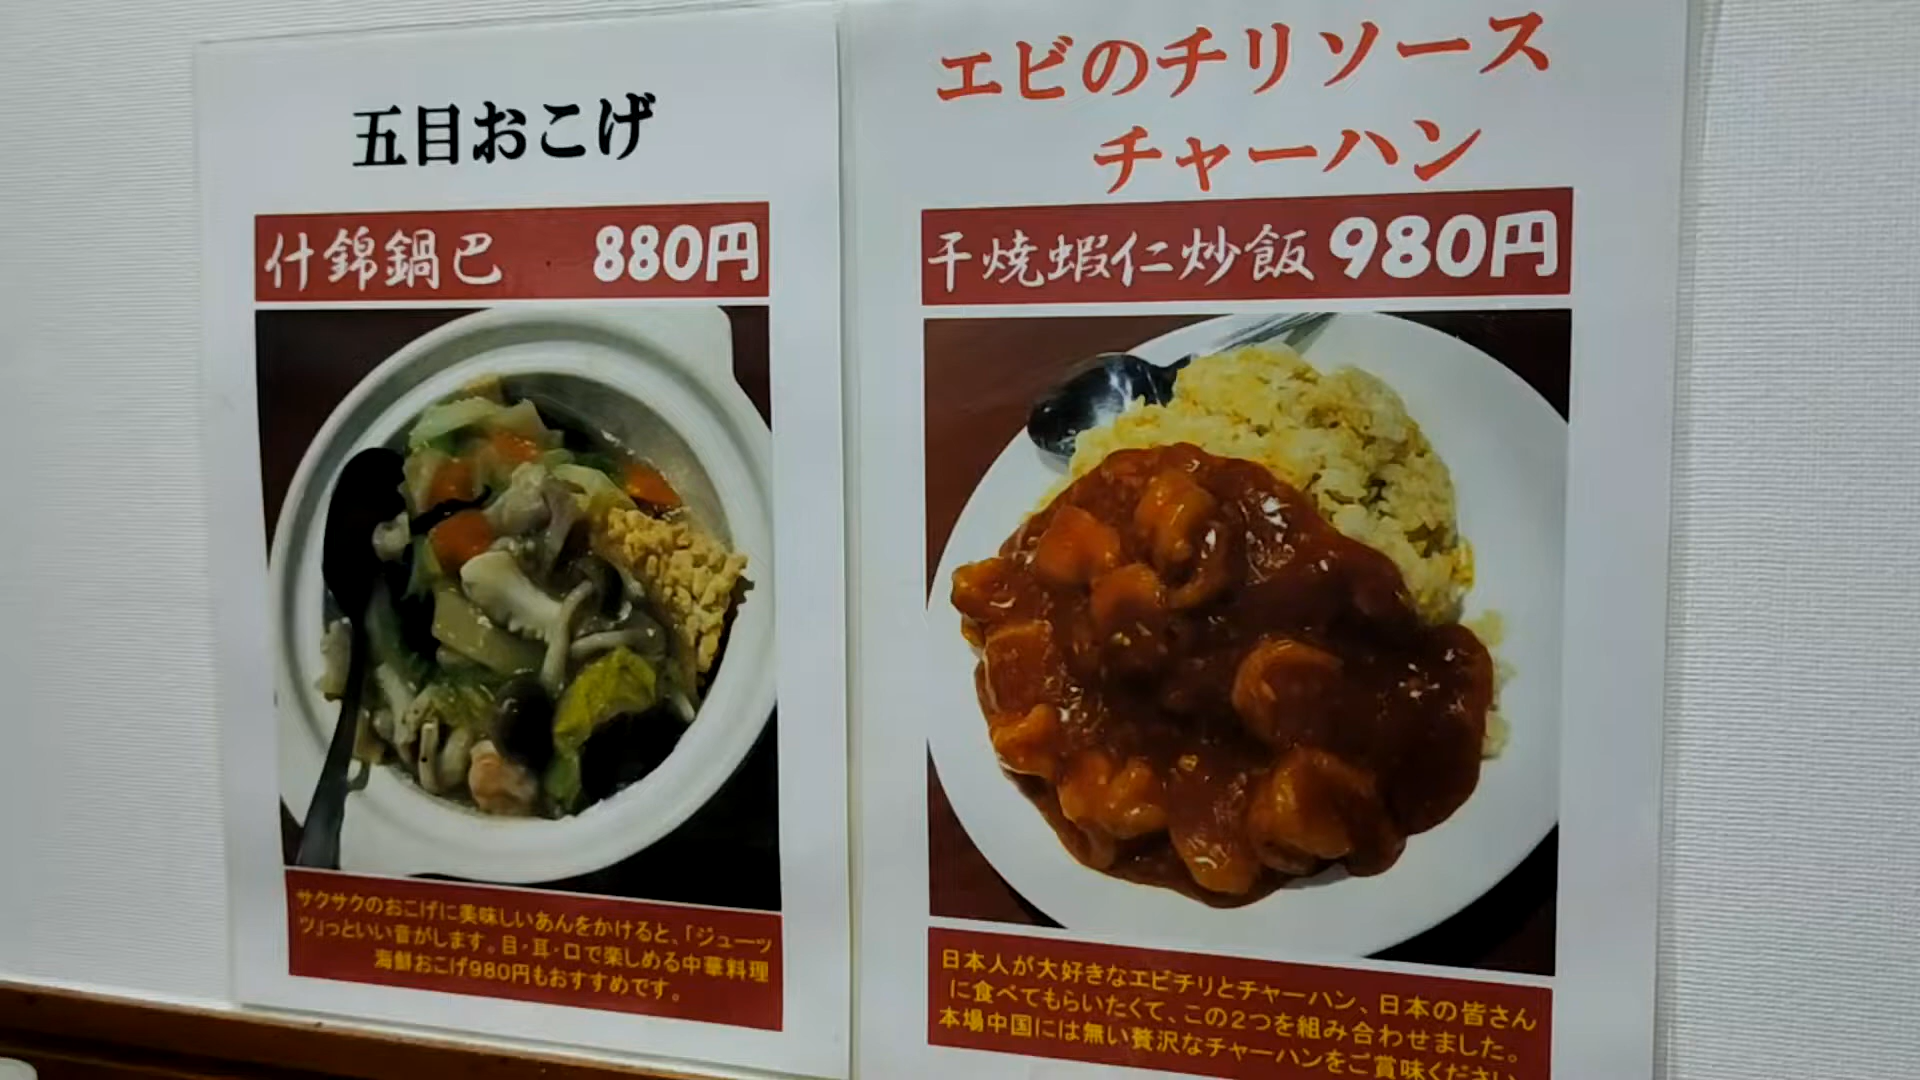 五目おこげ
什錦鍋巴 880円
サクサクのおこげに美味しいあんをかけると、「ジューッ
ツ」っといい音がします。目・耳・口で楽しめる中華料理
海鮮おこげ980円もおすすめです。
エビのチリソース
チャーハン
干焼蝦仁炒飯 980円
日本人が大好きなエビチリとチャーハン、日本の皆さん
に食べてもらいたくて、この2つを組み合わせました。
本場中国には無い贅沢なチャーハンをご賞味ください